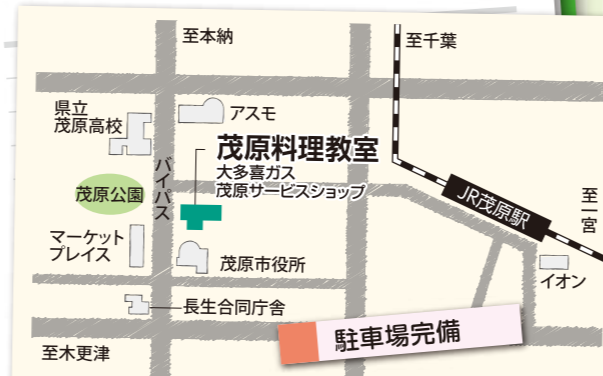 至本納
至千葉
県立
茂原高校
アスモ
茂原料理教室
大多喜ガス
茂原サービスショップ
バイパス
茂原公園
JR茂原駅
至一宮
マーケット
プレイス
茂原市役所
イオン
長生合同庁舎
駐車場完備
至木更津